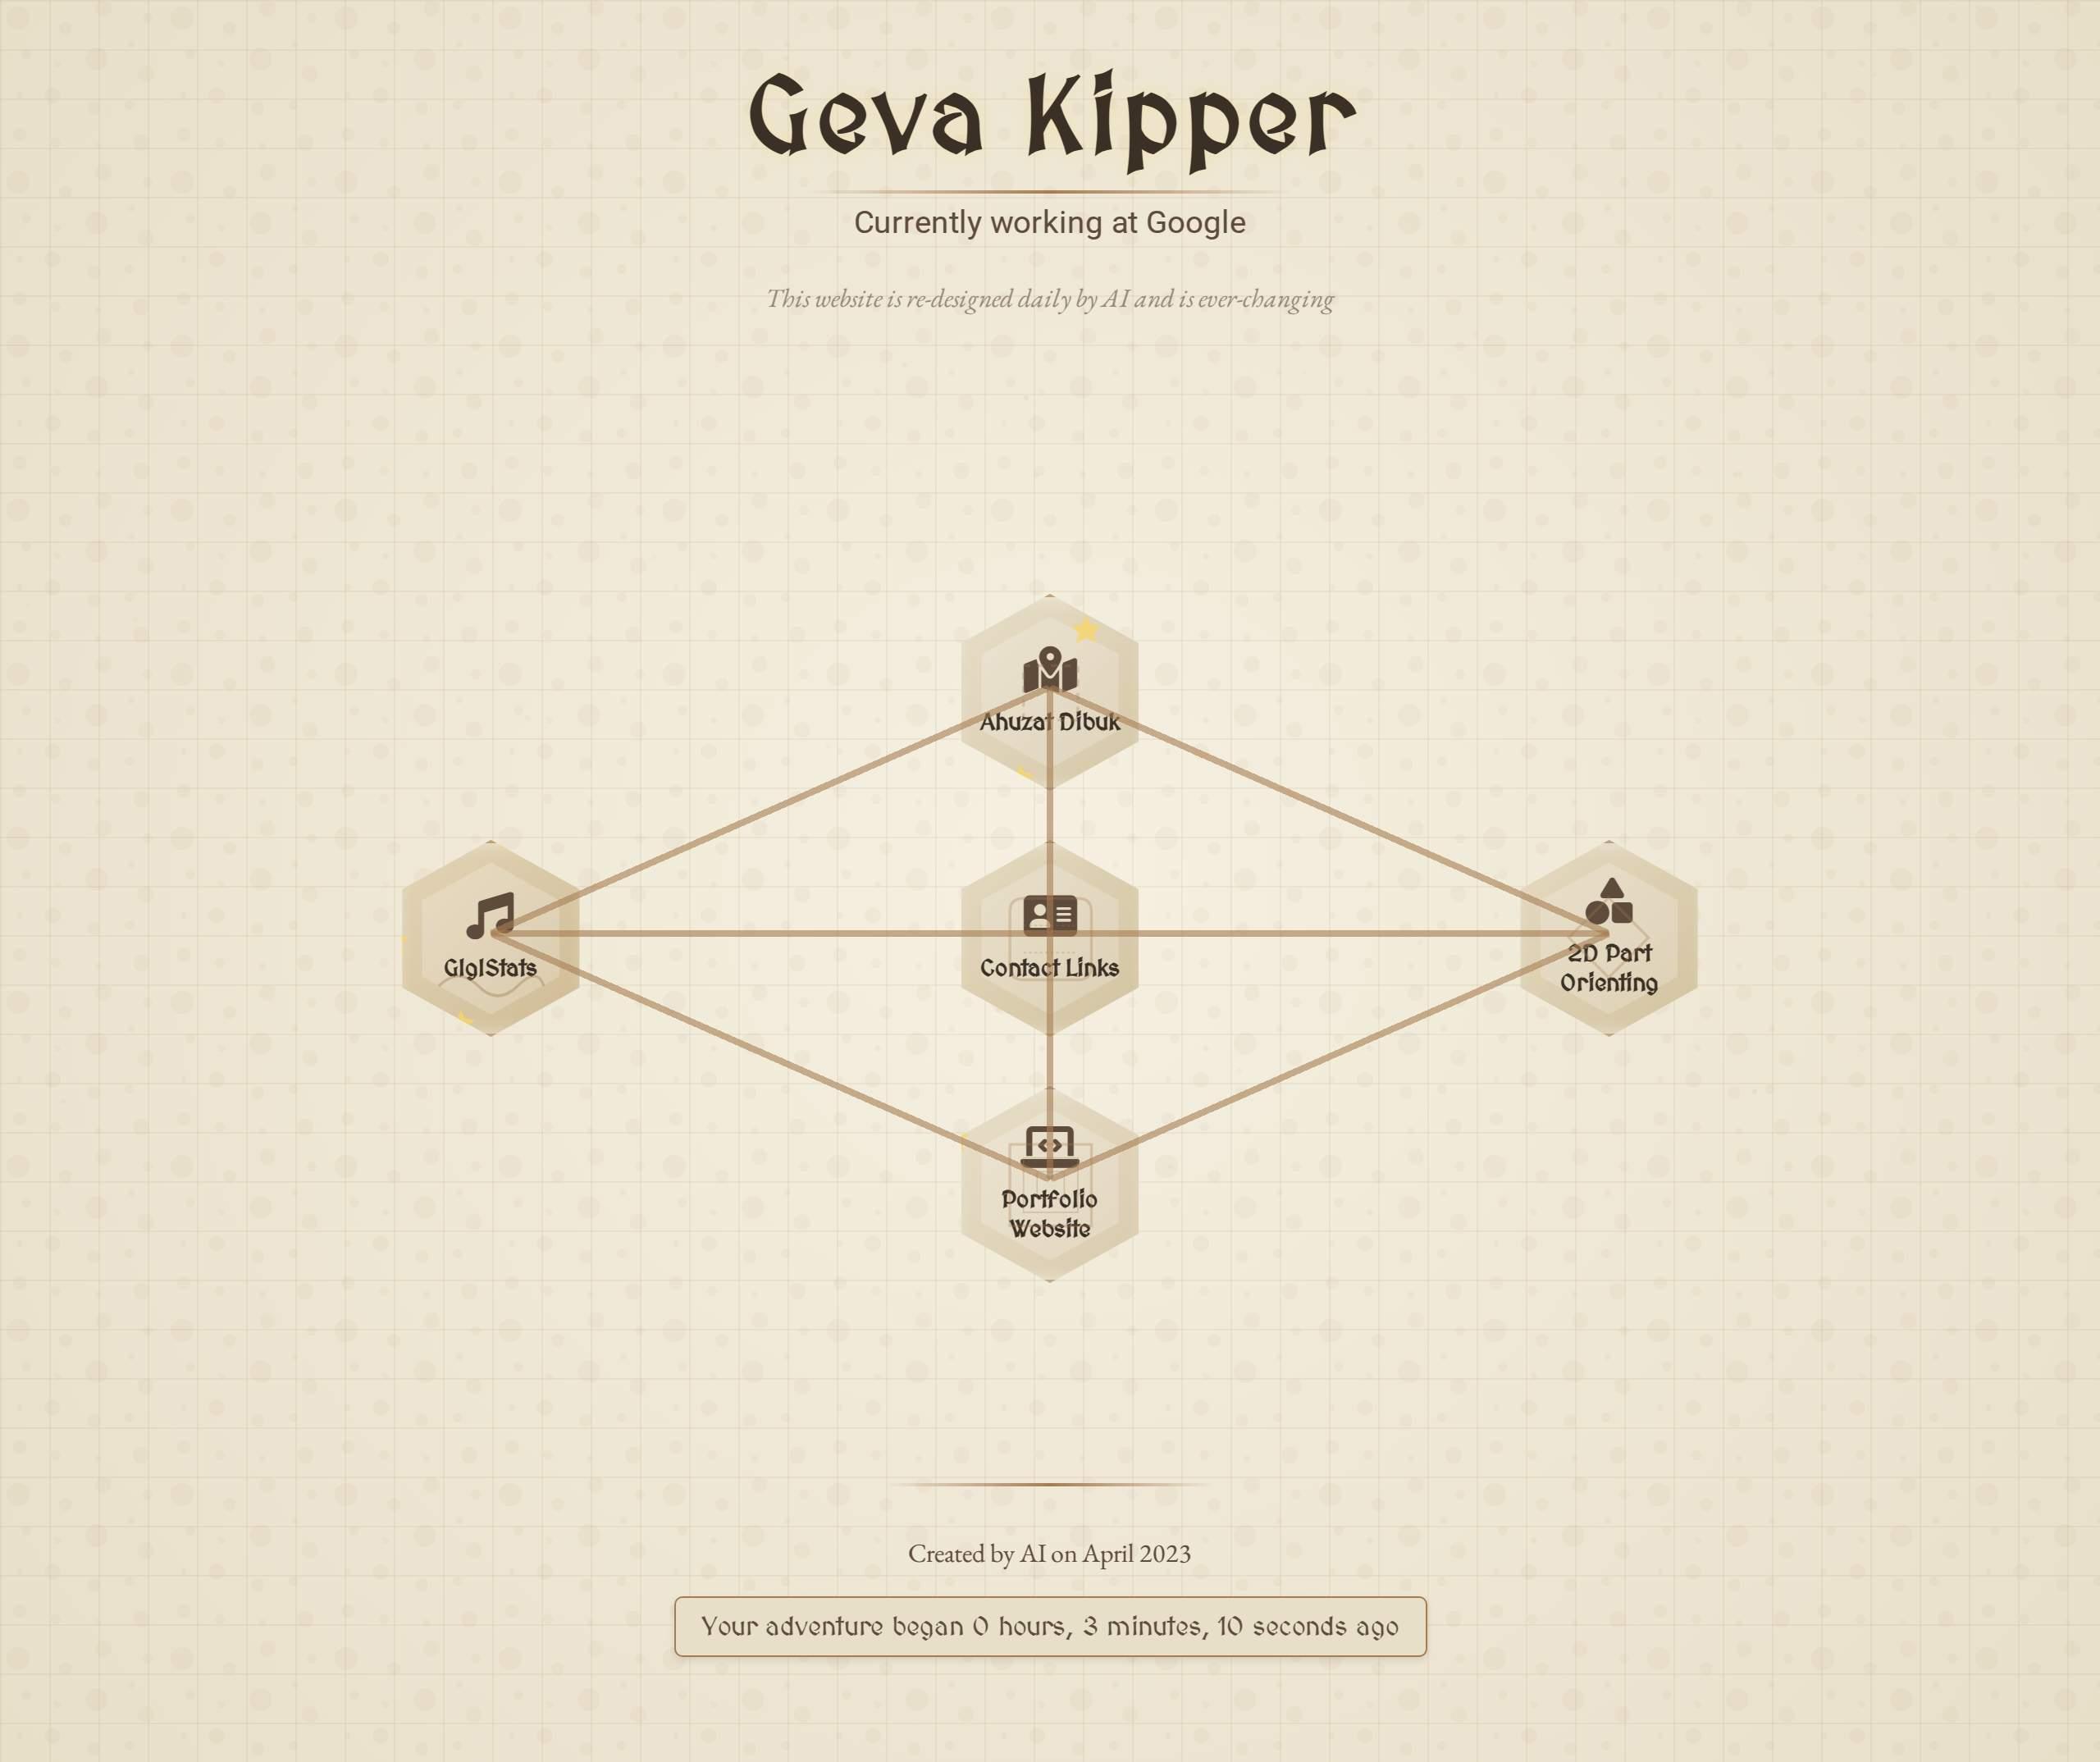 Geva Kipper
Currently working at Google
This website is re-designed daily by AI and is ever-changing
Ahuzat Dibuk
GlglStats
Contact Links
2D Part
Orienting
Portfolio
Website
Created by AI on April 2023
Your adventure began 0 hours, 3 minutes, 10 seconds ago